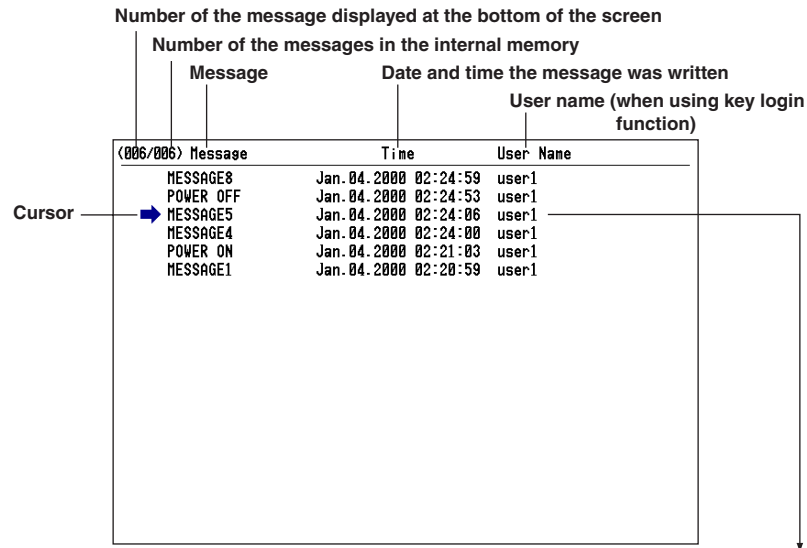 Number of the message displayed at the bottom of the screen
Number of the messages in the internal memory
Message Date and time the message was written
User name (when using key login
function)
(006/006) Message Time User Name
MESSAGE8 Jan.04.2000 02:24:59 user1
POWER OFF Jan.04.2000 02:24:53 user1
Cursor MESSAGE5 Jan.04.2000 02:24:06 user1
MESSAGE4 Jan.04.2000 02:24:00 user1
POWER ON Jan.04.2000 02:21:03 user1
MESSAGE1 Jan.04.2000 02:20:59 user1